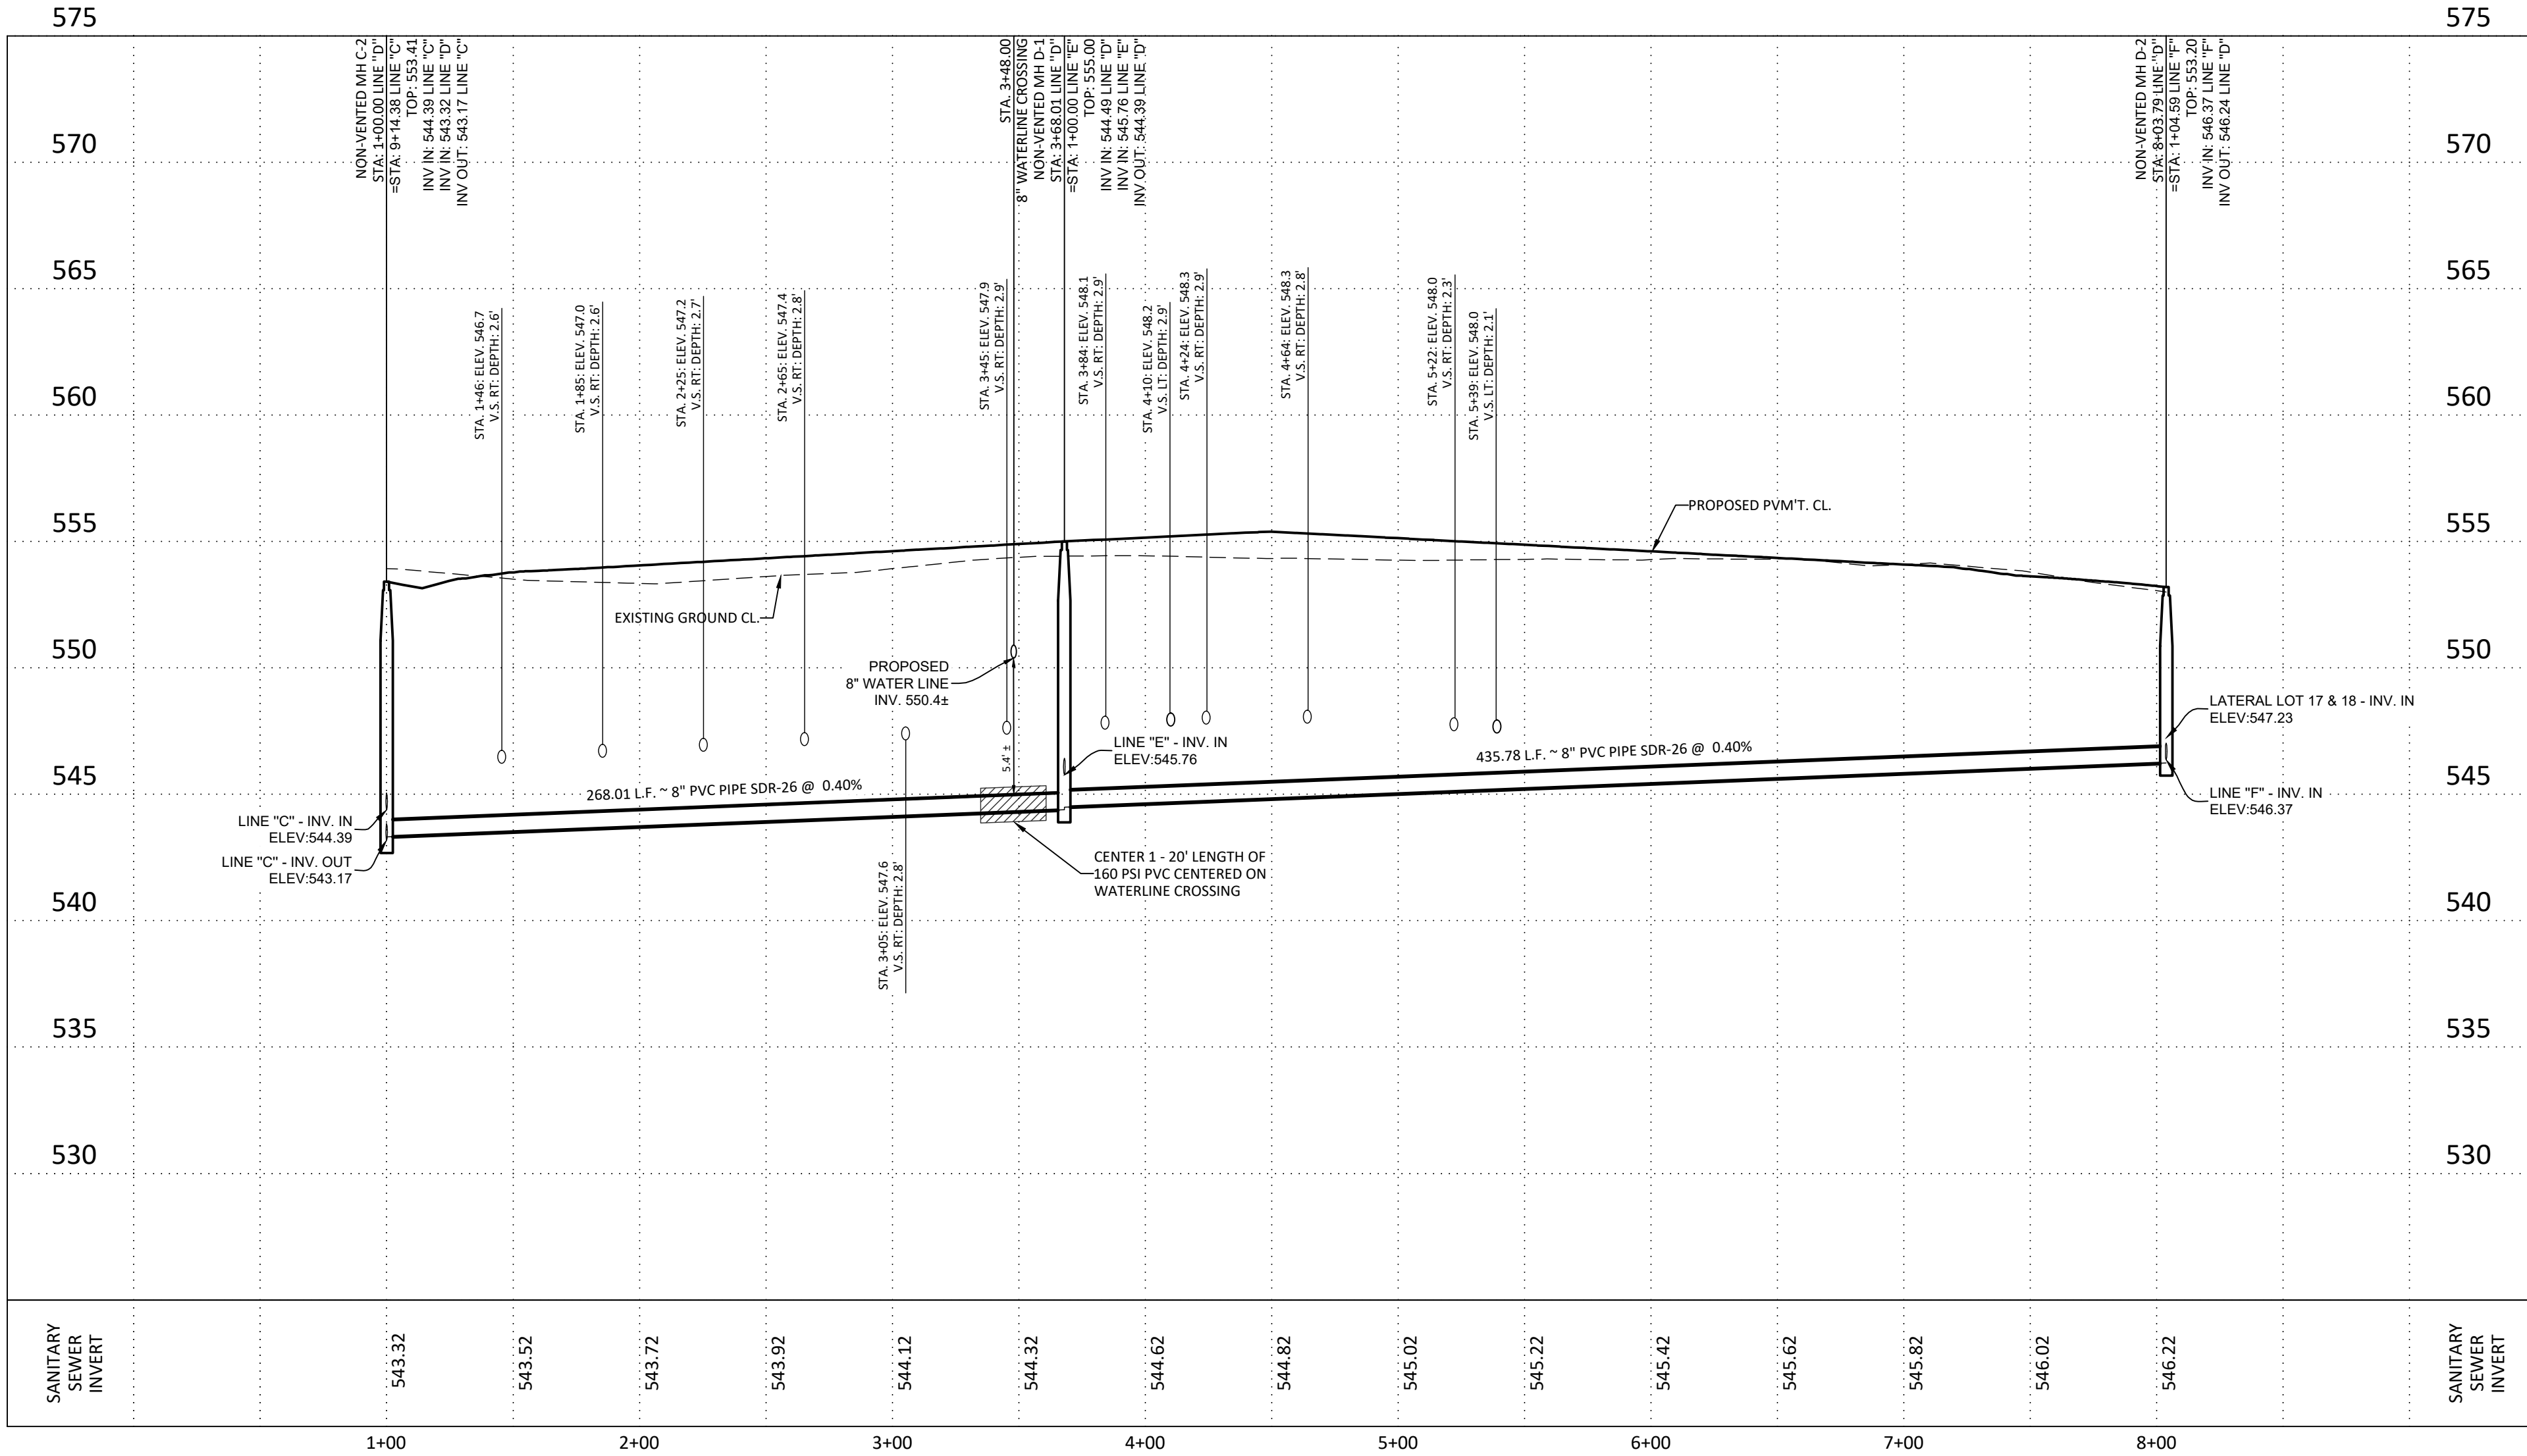 575
575
NON-VENTED MH C-2
STA: 1+00.00 LINE "D"
=STA: 9+14.38 LINE "C"
TOP: 553.41
INV IN: 544.39 LINE "C"
INV IN: 543.32 LINE "D"
INV OUT: 543.17 LINE "C"
STA. 3+48.00
8" WATERLINE CROSSING
NON-VENTED MH D-1
STA: 3+68.01 LINE "D"
=STA: 1+00.00 LINE "E"
TOP: 555.00
INV IN: 544.49 LINE "D"
INV IN: 545.76 LINE "E"
INV OUT: 544.39 LINE "D"
NON-VENTED MH D-2
STA: 8+03.79 LINE "D"
=STA: 1+04.59 LINE "F"
TOP: 553.20
INV IN: 546.37 LINE "F"
INV OUT: 546.24 LINE "D"
570
570
565
565
STA. 1+46: ELEV. 546.7
V.S. RT: DEPTH: 2.6'
STA. 1+85: ELEV. 547.0
V.S. RT: DEPTH: 2.6'
STA. 2+25: ELEV. 547.2
V.S. RT: DEPTH: 2.7'
STA. 2+65: ELEV. 547.4
V.S. RT: DEPTH: 2.8'
STA. 3+45: ELEV. 547.9
V.S. RT: DEPTH: 2.9'
STA. 3+84: ELEV. 548.1
V.S. RT: DEPTH: 2.9'
STA. 4+10: ELEV. 548.2
V.S. LT: DEPTH: 2.9'
STA. 4+24: ELEV. 548.3
V.S. RT: DEPTH: 2.9'
STA. 4+64: ELEV. 548.3
V.S. RT: DEPTH: 2.8'
STA. 5+22: ELEV. 548.0
V.S. RT: DEPTH: 2.3'
STA. 5+39: ELEV. 548.0
V.S. LT: DEPTH: 2.1'
560
560
PROPOSED PVM'T. CL.
555
555
EXISTING GROUND CL.
550
550
PROPOSED
8" WATER LINE
INV. 550.4±
5.4' ±
LINE "E" - INV. IN
ELEV:545.76
435.78 L.F. ~ 8" PVC PIPE SDR-26 @ 0.40%
LATERAL LOT 17 & 18 - INV. IN
ELEV:547.23
545
545
268.01 L.F. ~ 8" PVC PIPE SDR-26 @ 0.40%
LINE "F" - INV. IN
ELEV:546.37
LINE "C" - INV. IN
ELEV:544.39
LINE "C" - INV. OUT
ELEV:543.17
CENTER 1 - 20' LENGTH OF
160 PSI PVC CENTERED ON
WATERLINE CROSSING
STA. 3+05: ELEV. 547.6
V.S. RT: DEPTH: 2.8'
540
540
535
535
530
530
SANITARY
SEWER
INVERT
543.32
543.52
543.72
543.92
544.12
544.32
544.62
544.82
545.02
545.22
545.42
545.62
545.82
546.02
546.22
SANITARY
SEWER
INVERT
1+00
2+00
3+00
4+00
5+00
6+00
7+00
8+00